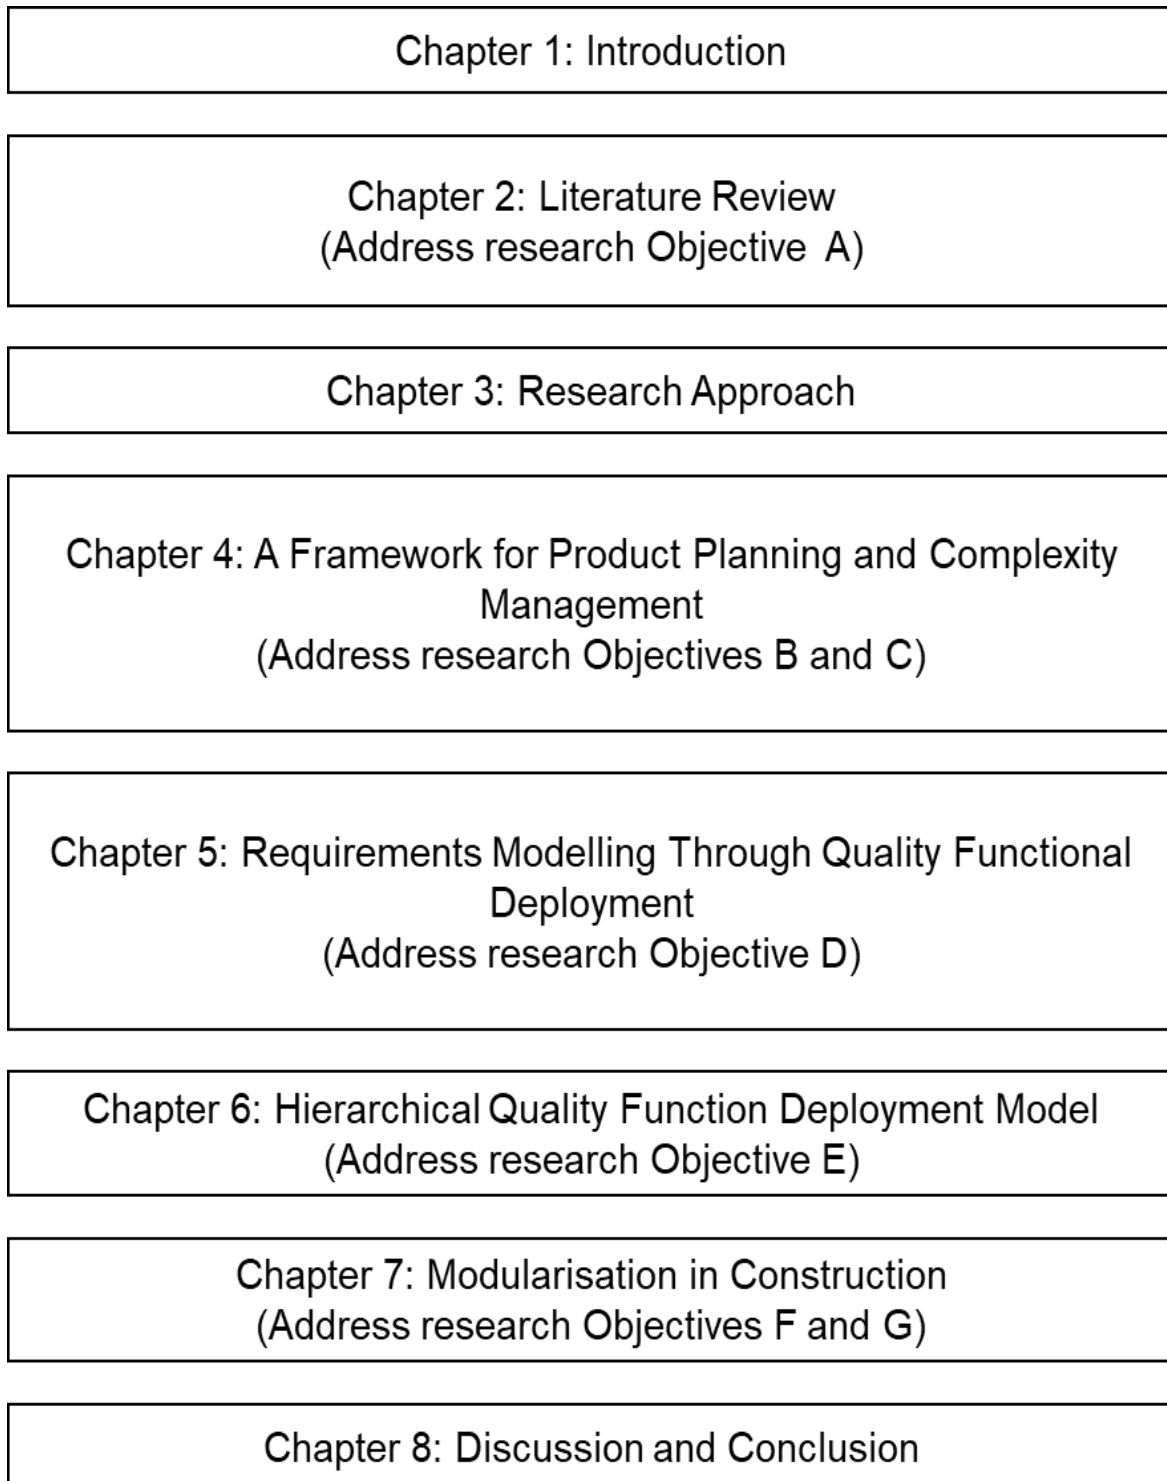 Chapter 1: Introduction
Chapter 2: Literature Review
(Address research Objective A)
Chapter 3: Research Approach
Chapter 4: A Framework for Product Planning and Complexity
Management
(Address research Objectives B and C)
Chapter 5: Requirements Modelling Through Quality Functional
Deployment
(Address research Objective D)
Chapter 6: Hierarchical Quality Function Deployment Model
(Address research Objective E)
Chapter 7: Modularisation in Construction
(Address research Objectives F and G)
Chapter 8: Discussion and Conclusion